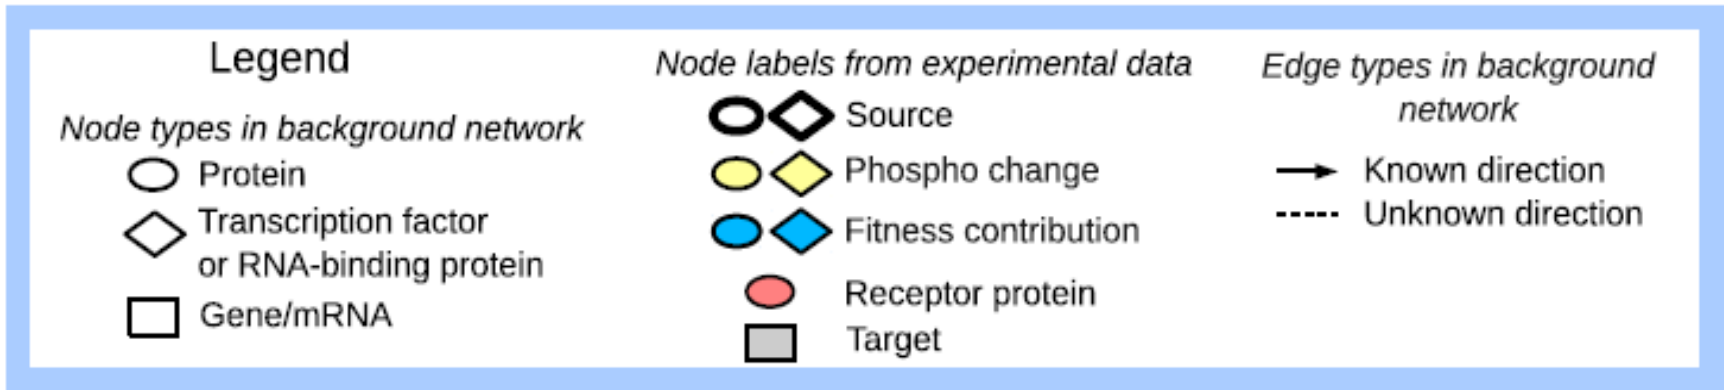 Legend
Node types in background network
Protein
Transcription factor
or RNA-binding protein
Gene/mRNA
Node labels from experimental data
Source
Phospho change
Fitness contribution
Receptor protein
Target
Edge types in background
network
Known direction
Unknown direction